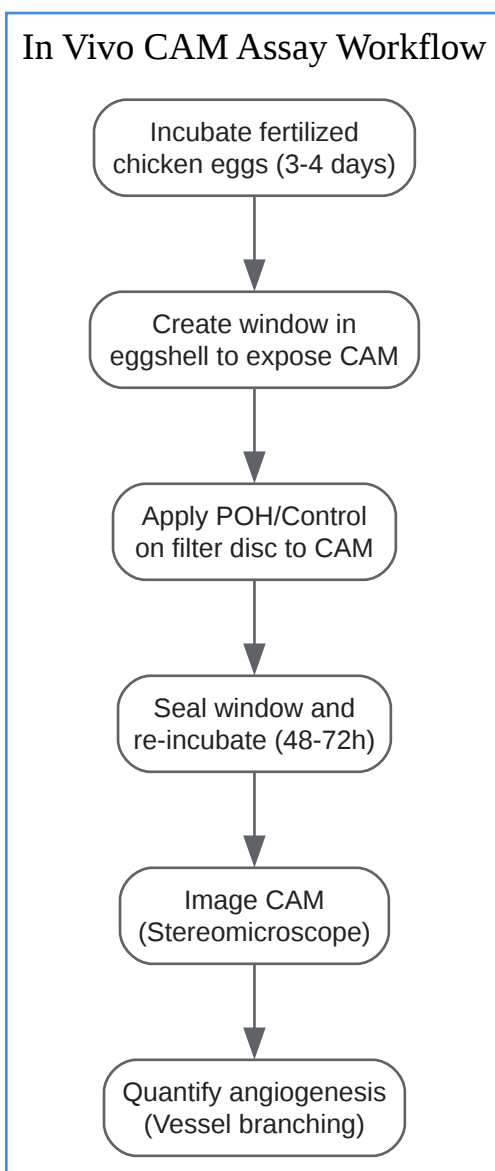 In Vivo CAM Assay Workflow
Incubate fertilized
chicken eggs (3-4 days)
Create window in
eggshell to expose CAM
Apply POH/Control
on filter disc to CAM
Seal window and
re-incubate (48-72h)
Image CAM
(Stereomicroscope)
Quantify angiogenesis
(Vessel branching)